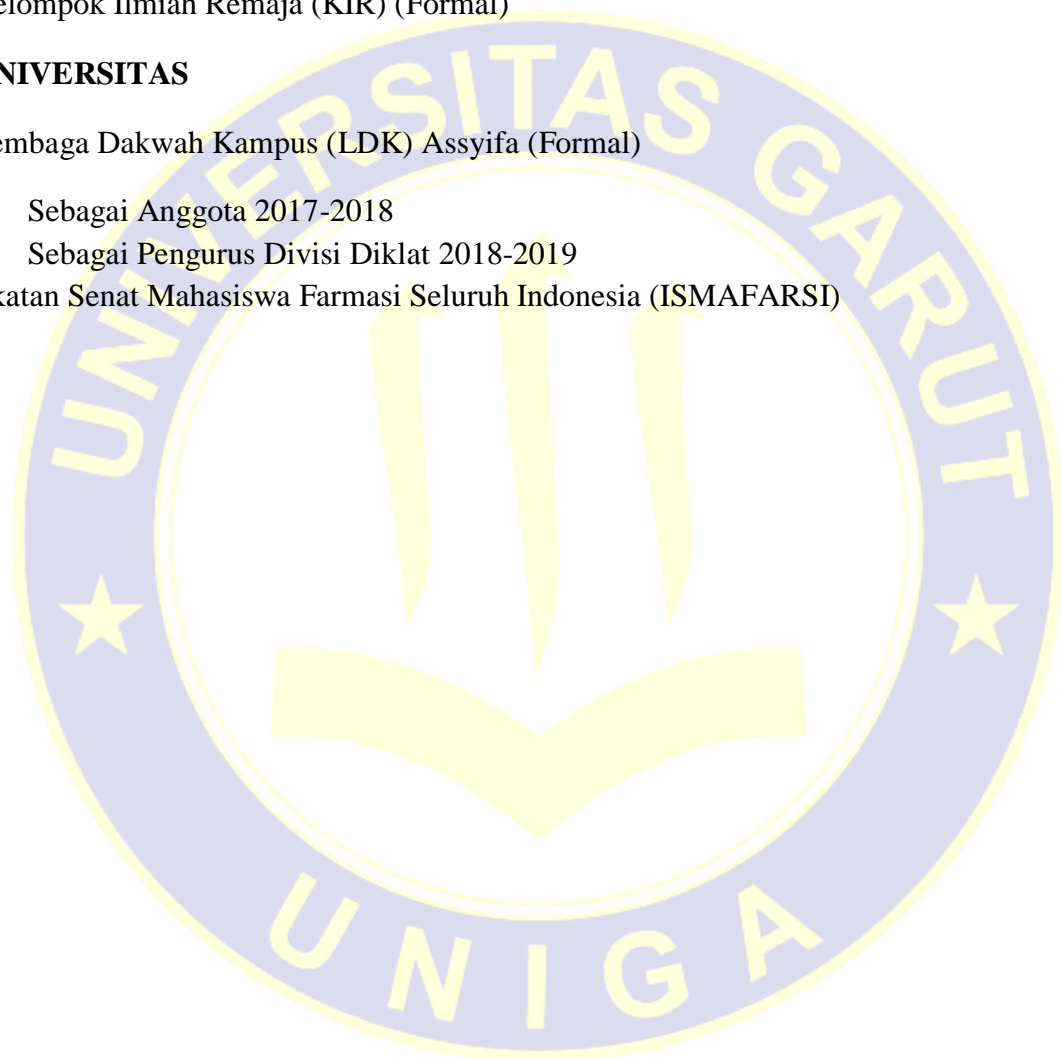 elompok Ilmiah Remaja (KIR) (Formal)
NIVERSITAS
embaga Dakwah Kampus (LDK) Assyifa (Formal)
Sebagai Anggota 2017-2018
Sebagai Pengurus Divisi Diklat 2018-2019
katan Senat Mahasiswa Farmasi Seluruh Indonesia (ISMAFARSI)
UNIVERSITAS GARUT
UNIGA